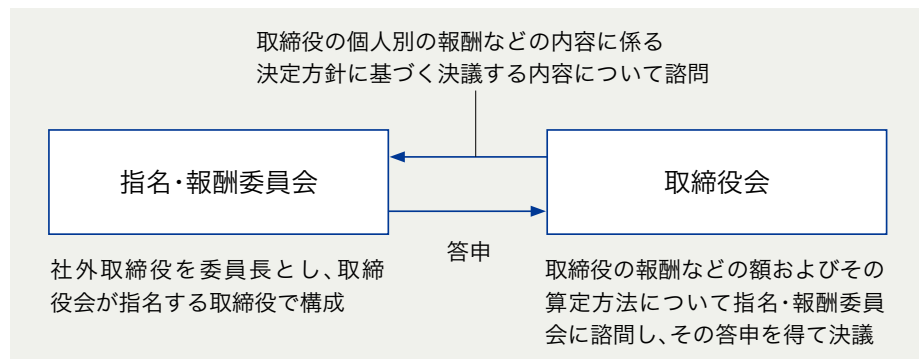 取締役の個人別の報酬などの内容に係る
決定方針に基づく決議する内容について諮問
指名・報酬委員会
取締役会
答申
社外取締役を委員長とし、取締
役会が指名する取締役で構成
取締役の報酬などの額およびその
算定方法について指名・報酬委員
会に諮問し、その答申を得て決議